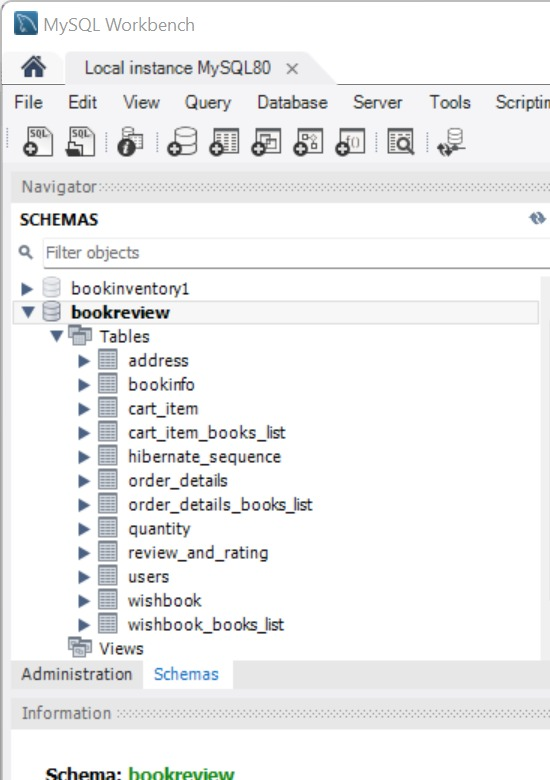 MySQL Workbench
Local instance MySQL80 ×
File Edit View Query Database Server Tools Scriptin
SQL SQL i f()
Navigator
SCHEMAS
Filter objects
bookinventory1
bookreview
Tables
address
bookinfo
cart_item
cart_item_books_list
hibernate_sequence
order_details
order_details_books_list
quantity
review_and_rating
users
wishbook
wishbook_books_list
Views
Administration Schemas
Information
Schema: bookreview